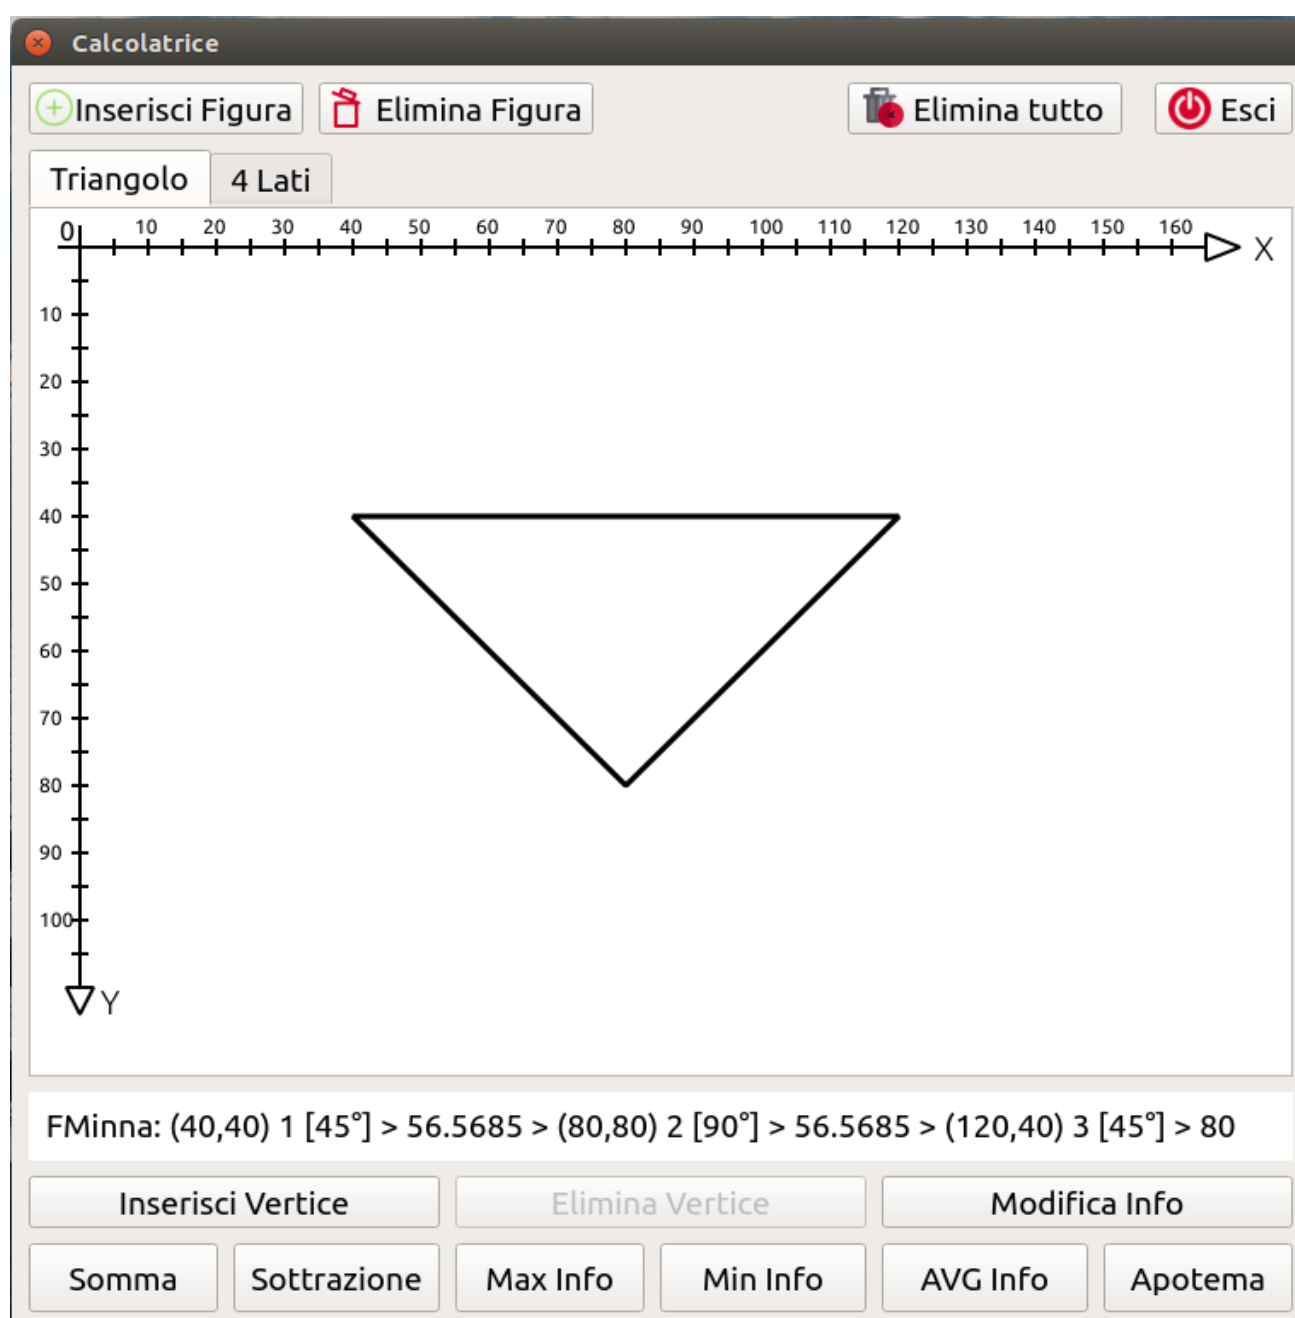 Calcolatrice
Inserisci Figura Elimina Figura Elimina tutto Esci
Triangolo 4 Lati
0 10 20 30 40 50 60 70 80 90 100 110 120 130 140 150 160
X
10
20
30
40
50
60
70
80
90
100
Y
FMinna: (40,40) 1 [45°] > 56.5685 > (80,80) 2 [90°] > 56.5685 > (120,40) 3 [45°] > 80
Inserisci Vertice Elimina Vertice Modifica Info
Somma Sottrazione Max Info Min Info AVG Info Apotema